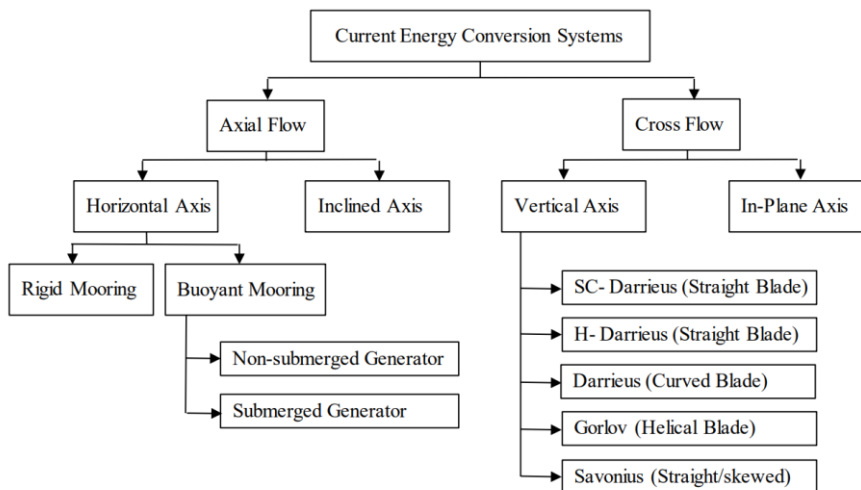 Current Energy Conversion Systems
Axial Flow
Cross Flow
Horizontal Axis
Inclined Axis
Vertical Axis
In-Plane Axis
Rigid Mooring
Buoyant Mooring
SC- Darrieus (Straight Blade)
H- Darrieus (Straight Blade)
Non-submerged Generator
Darrieus (Curved Blade)
Submerged Generator
Gorlov (Helical Blade)
Savonius (Straight/skewed)